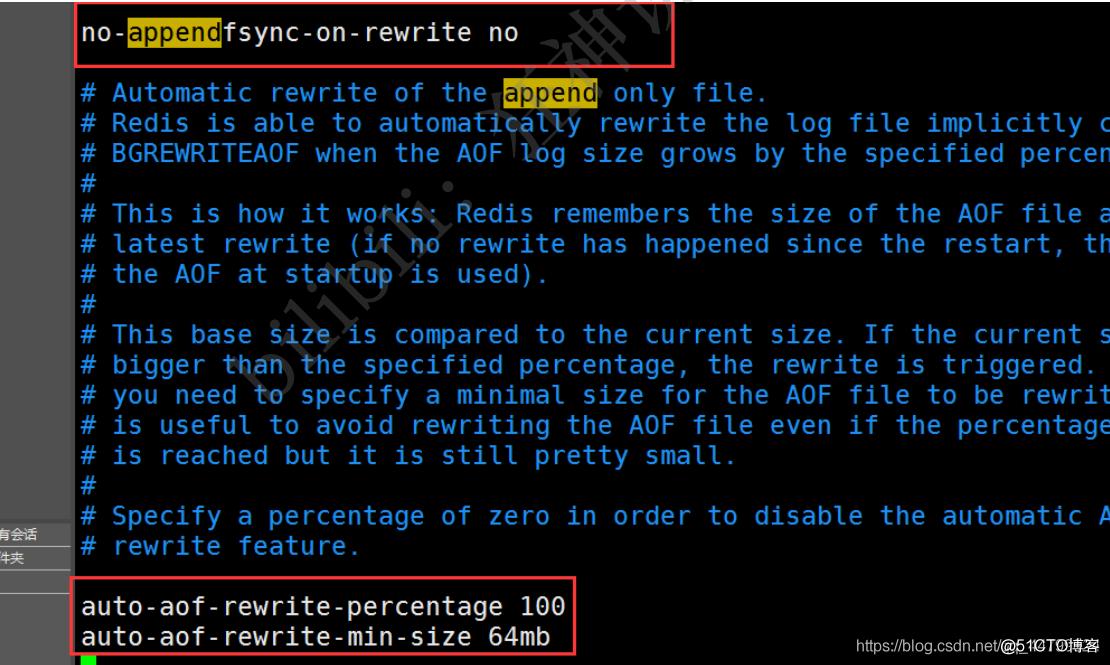 no-appendfsync-on-rewrite no
# Automatic rewrite of the append only file.
# Redis is able to automatically rewrite the log file implicitly c
# BGREWRITEAOF when the AOF log size grows by the specified percen
#
# This is how it works: Redis remembers the size of the AOF file a
# latest rewrite (if no rewrite has happened since the restart, th
# the AOF at startup is used).
#
# This base size is compared to the current size. If the current s
# bigger than the specified percentage, the rewrite is triggered.
# you need to specify a minimal size for the AOF file to be rewrit
# is useful to avoid rewriting the AOF file even if the percentage
# is reached but it is still pretty small.
#
# Specify a percentage of zero in order to disable the automatic A
# rewrite feature.
有会话
件夹
auto-aof-rewrite-percentage 100
auto-aof-rewrite-min-size 64mb
bilibili:
https://blog.csdn.net/
@51CTO博客